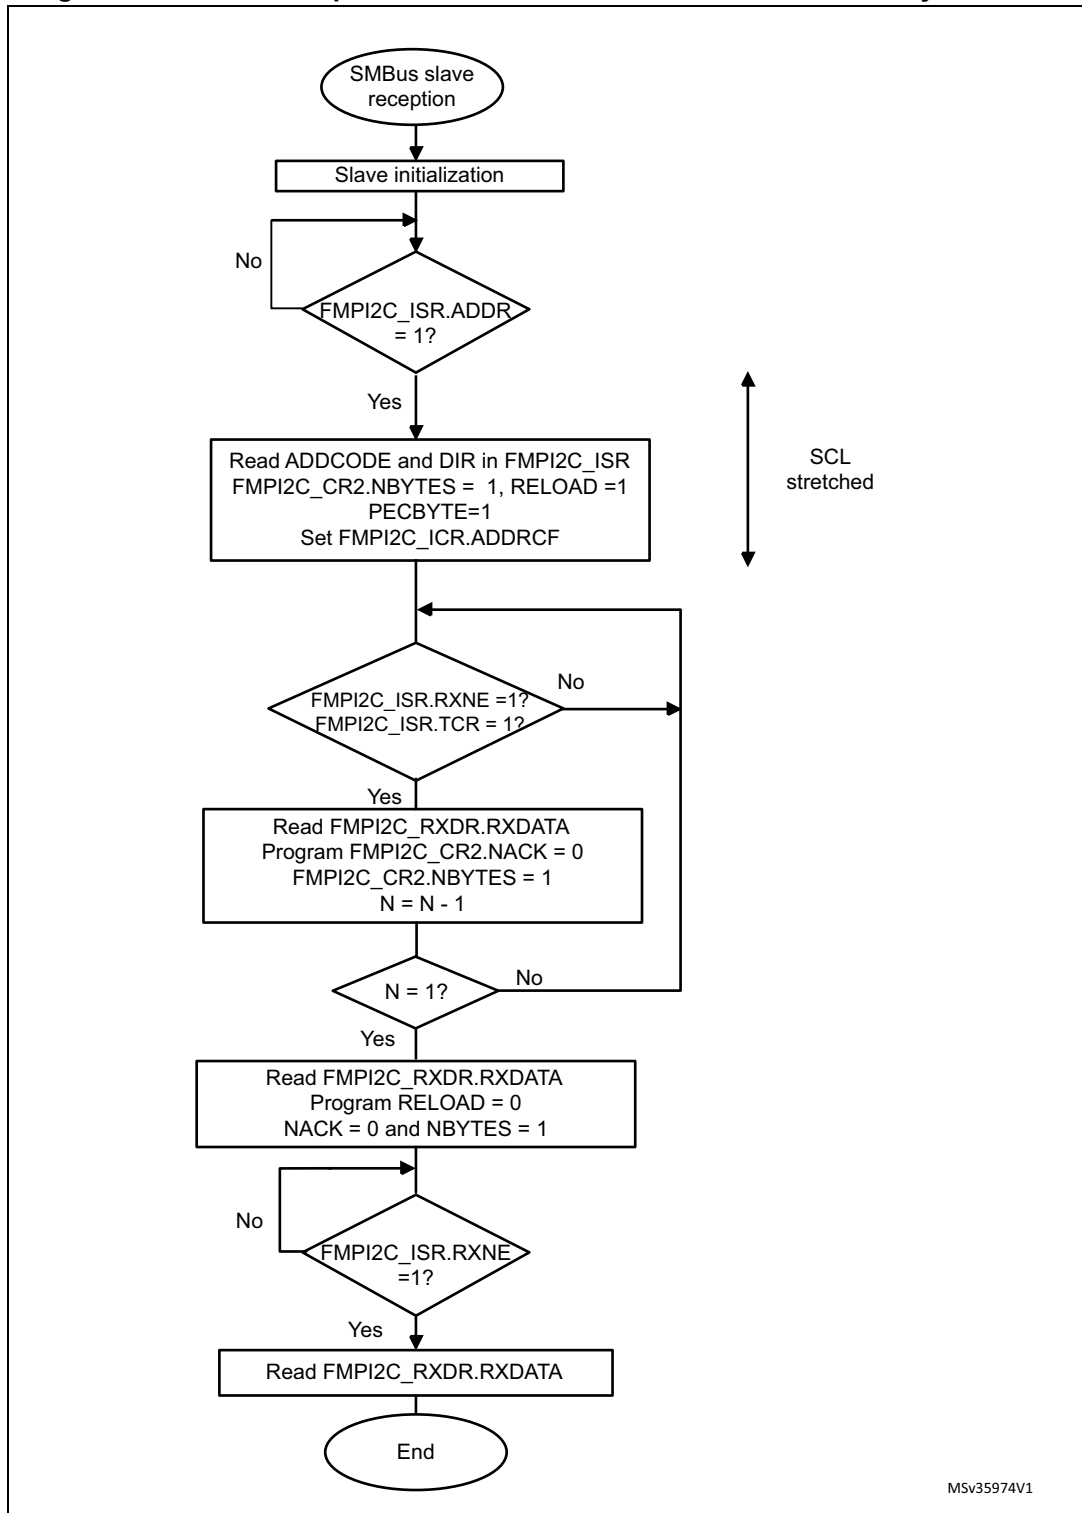 SMBus slave
reception
Slave initialization
No
FMPI2C_ISR.ADDR
= 1?
Yes
Read ADDCODE and DIR in FMPI2C_ISR
FMPI2C_CR2.NBYTES = 1, RELOAD =1
PECBYTE=1
Set FMPI2C_ICR.ADDRCF
SCL
stretched
FMPI2C_ISR.RXNE =1?
FMPI2C_ISR.TCR = 1?
No
Yes
Read FMPI2C_RXDR.RXDATA
Program FMPI2C_CR2.NACK = 0
FMPI2C_CR2.NBYTES = 1
N = N - 1
N = 1?
No
Yes
Read FMPI2C_RXDR.RXDATA
Program RELOAD = 0
NACK = 0 and NBYTES = 1
No
FMPI2C_ISR.RXNE
=1?
Yes
Read FMPI2C_RXDR.RXDATA
End
MSv35974V1